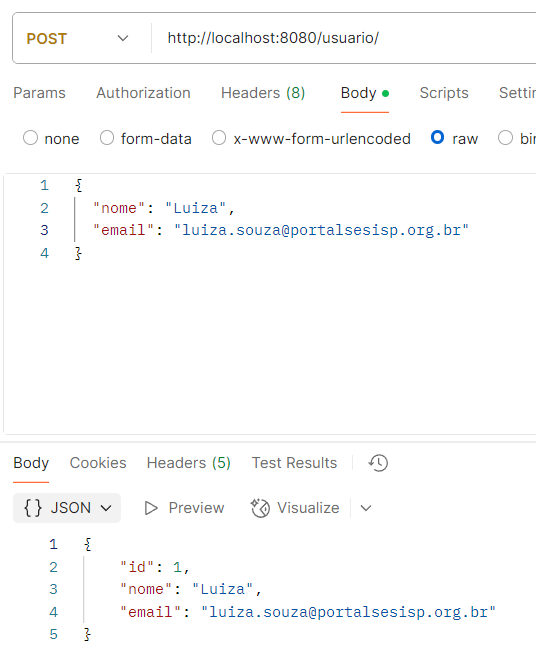 POST http://localhost:8080/usuario/
Params Authorization Headers (8) Body Scripts
none form-data x-www-form-urlencoded raw
1 {
2 "nome": "Luiza",
3 "email": "luiza.souza@portalsesisp.org.br"
4 }
Body Cookies Headers (5) Test Results
{ } JSON Preview Visualize
1 {
2 "id": 1,
3 "nome": "Luiza",
4 "email": "luiza.souza@portalsesisp.org.br"
5 }